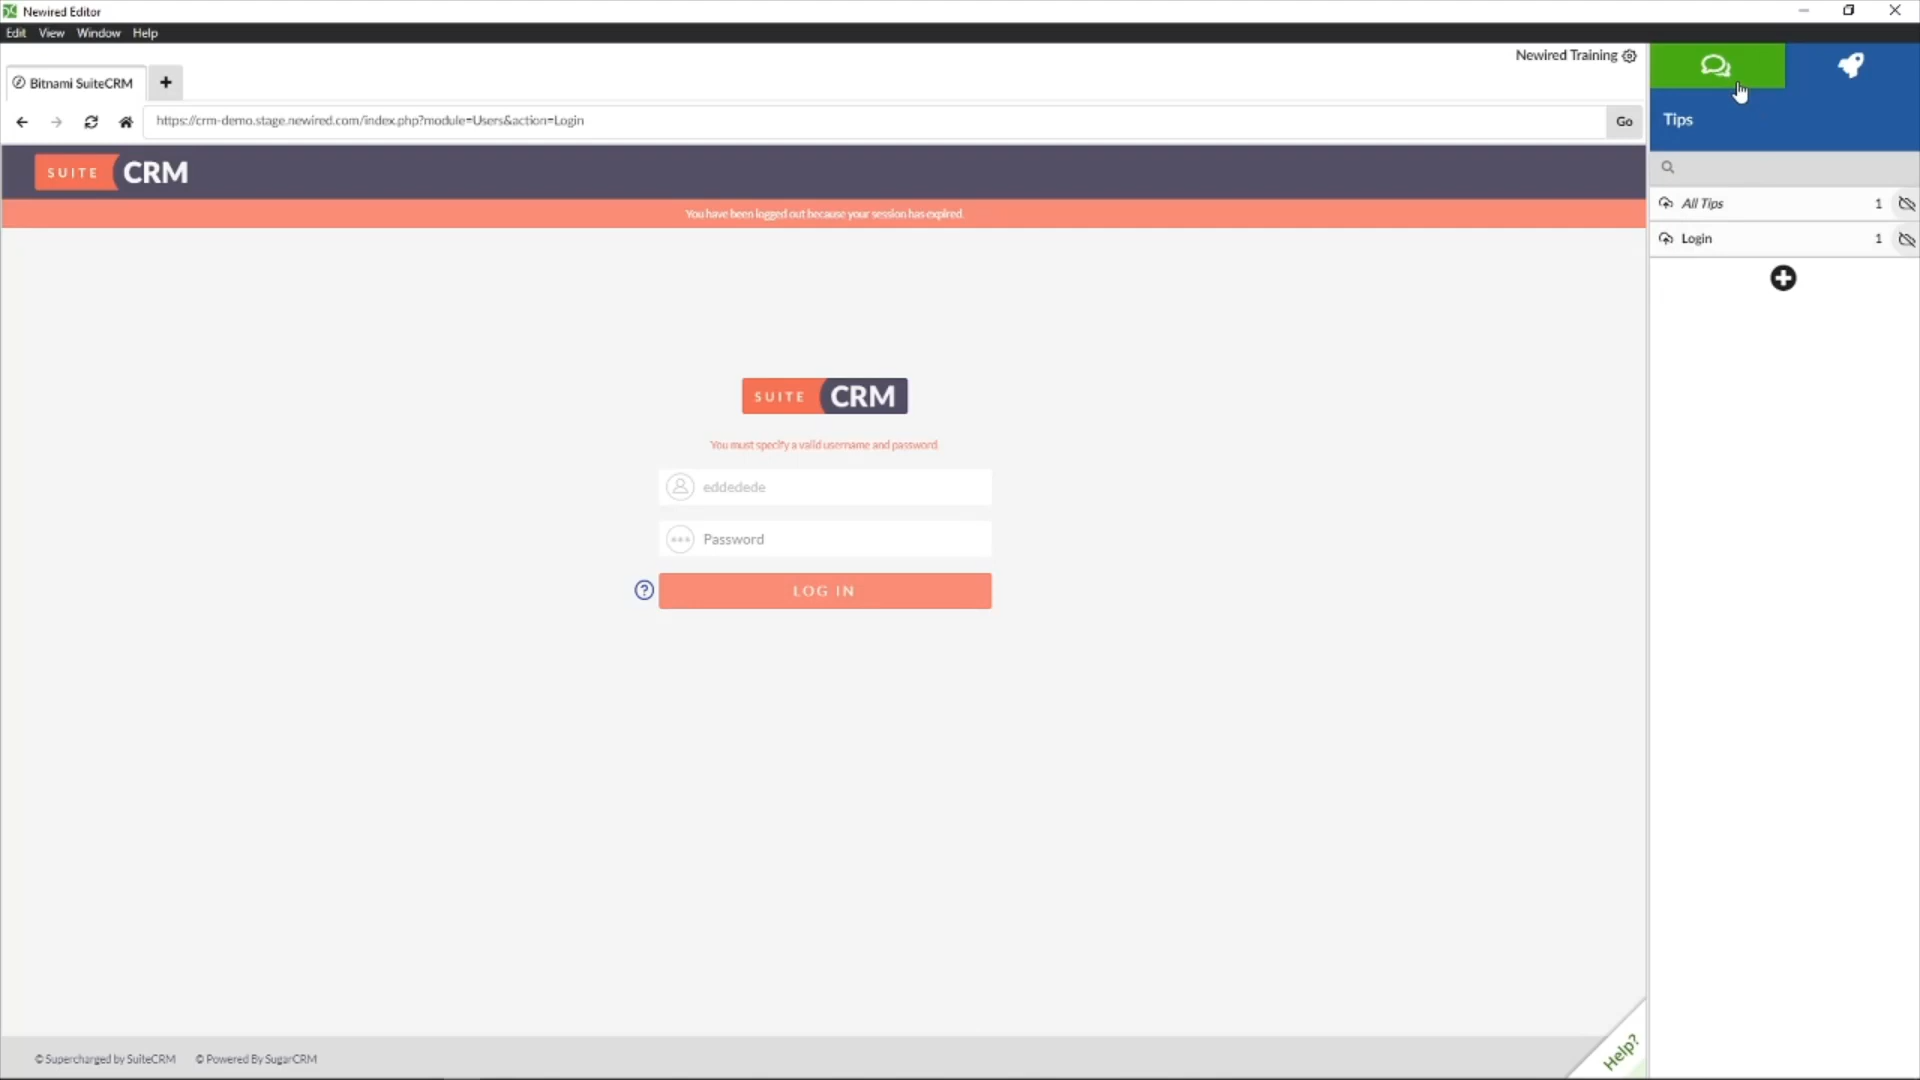 Newired Editor
Edit View Window Help
Newired Training
Bitnami SuiteCRM
https://crm-demo.stage.newired.com/index.php?module=Users&action=Login
Go
Tips
SUITE CRM
You have been logged out because your session has expired.
All Tips 1
Login 1
SUITE CRM
You must specify a valid username and password.
eddedede
Password
LOG IN
© Supercharged by SuiteCRM © Powered By SugarCRM
Help?